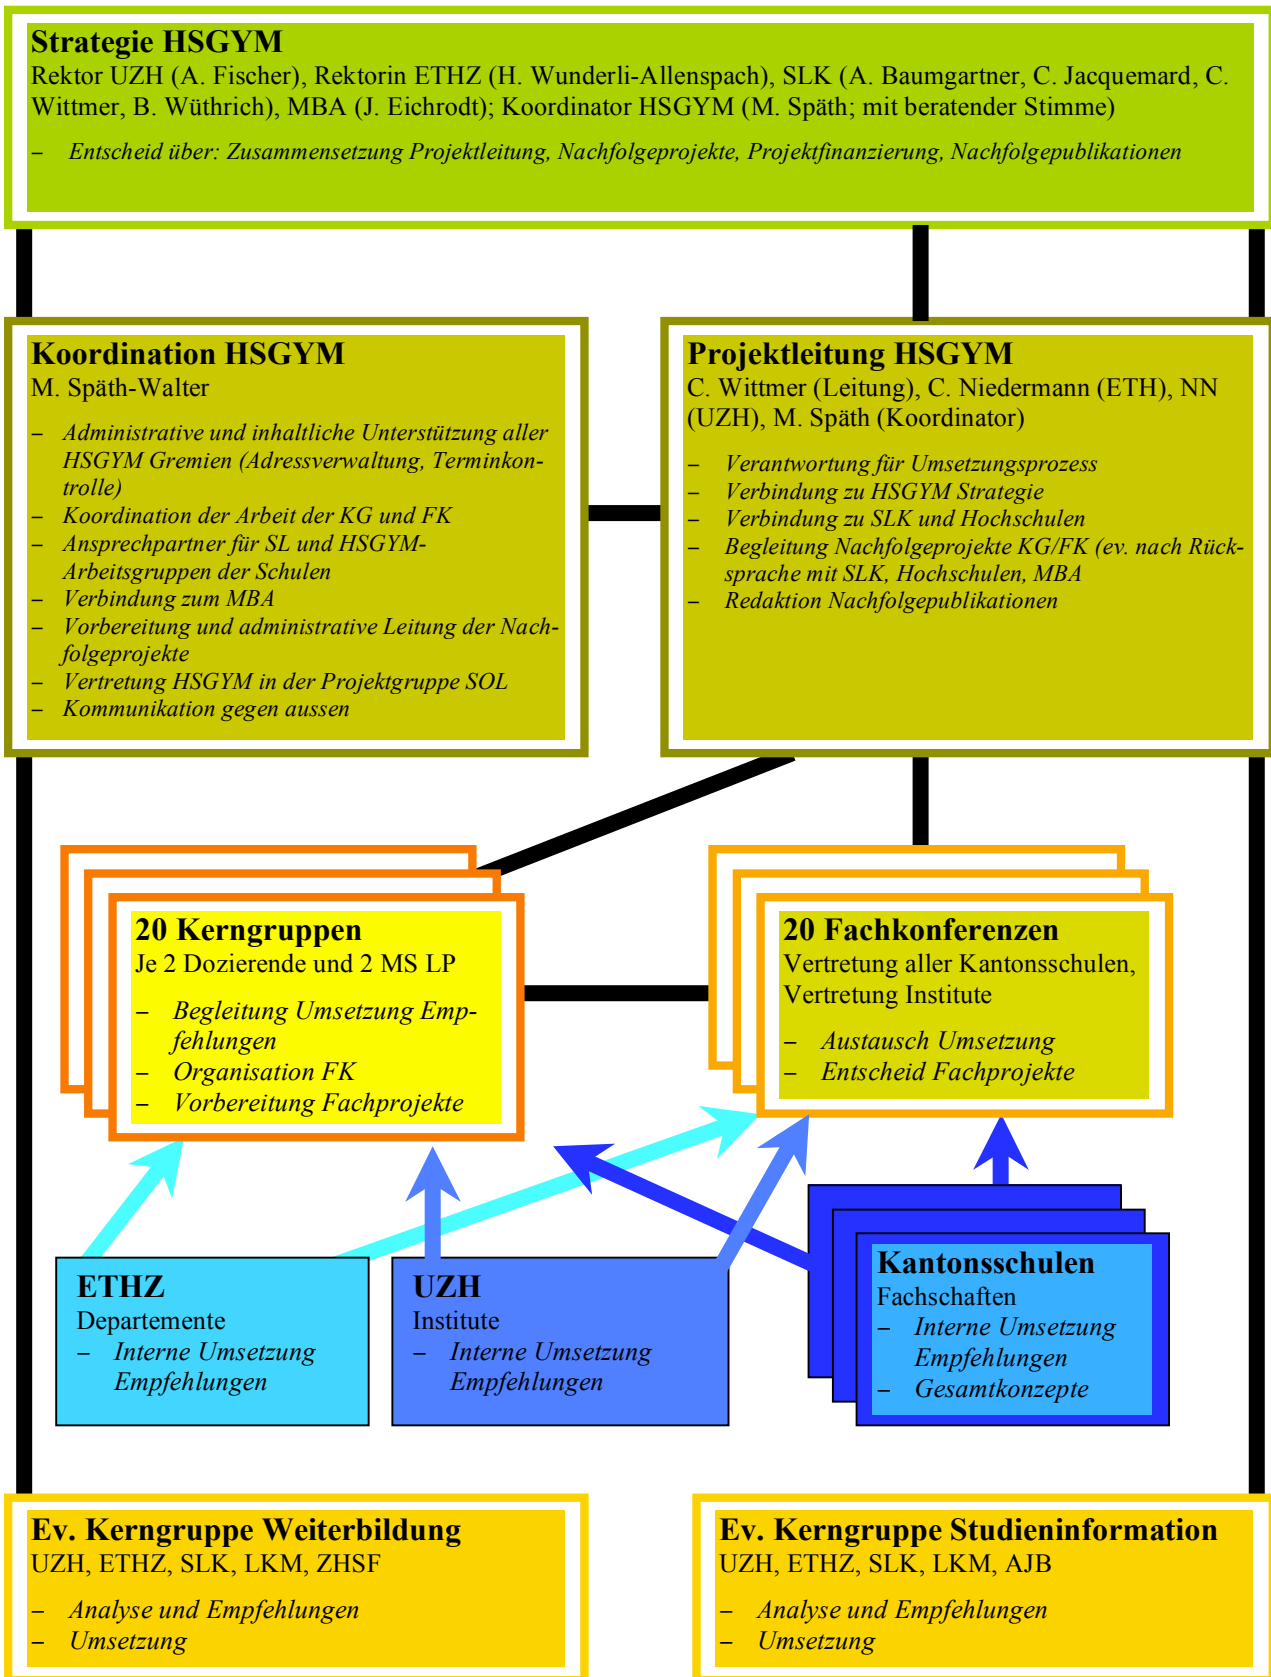 Strategie HSGYM
Rektor UZH (A. Fischer), Rektorin ETHZ (H. Wunderli-Allenspach), SLK (A. Baumgartner, C. Jacquemard, C.
Wittmer, B. Wüthrich), MBA (J. Eichrodt); Koordinator HSGYM (M. Späth; mit beratender Stimme)
– Entscheid über: Zusammensetzung Projektleitung, Nachfolgeprojekte, Projektfinanzierung, Nachfolgepublikationen
Koordination HSGYM
M. Späth-Walter
– Administrative und inhaltliche Unterstützung aller
HSGYM Gremien (Adressverwaltung, Terminkon-
trolle)
– Koordination der Arbeit der KG und FK
– Ansprechpartner für SL und HSGYM-
Arbeitsgruppen der Schulen
– Verbindung zum MBA
– Vorbereitung und administrative Leitung der Nach-
folgeprojekte
– Vertretung HSGYM in der Projektgruppe SOL
– Kommunikation gegen aussen
Projektleitung HSGYM
C. Wittmer (Leitung), C. Niedermann (ETH), NN
(UZH), M. Späth (Koordinator)
– Verantwortung für Umsetzungsprozess
– Verbindung zu HSGYM Strategie
– Verbindung zu SLK und Hochschulen
– Begleitung Nachfolgeprojekte KG/FK (ev. nach Rück-
sprache mit SLK, Hochschulen, MBA
– Redaktion Nachfolgepublikationen
20 Kerngruppen
Je 2 Dozierende und 2 MS LP
– Begleitung Umsetzung Emp-
fehlungen
– Organisation FK
– Vorbereitung Fachprojekte
20 Fachkonferenzen
Vertretung aller Kantonsschulen,
Vertretung Institute
– Austausch Umsetzung
– Entscheid Fachprojekte
ETHZ
Departemente
– Interne Umsetzung
Empfehlungen
UZH
Institute
– Interne Umsetzung
Empfehlungen
Kantonsschulen
Fachschaften
– Interne Umsetzung
Empfehlungen
– Gesamtkonzepte
Ev. Kerngruppe Weiterbildung
UZH, ETHZ, SLK, LKM, ZHSF
– Analyse und Empfehlungen
– Umsetzung
Ev. Kerngruppe Studieninformation
UZH, ETHZ, SLK, LKM, AJB
– Analyse und Empfehlungen
– Umsetzung